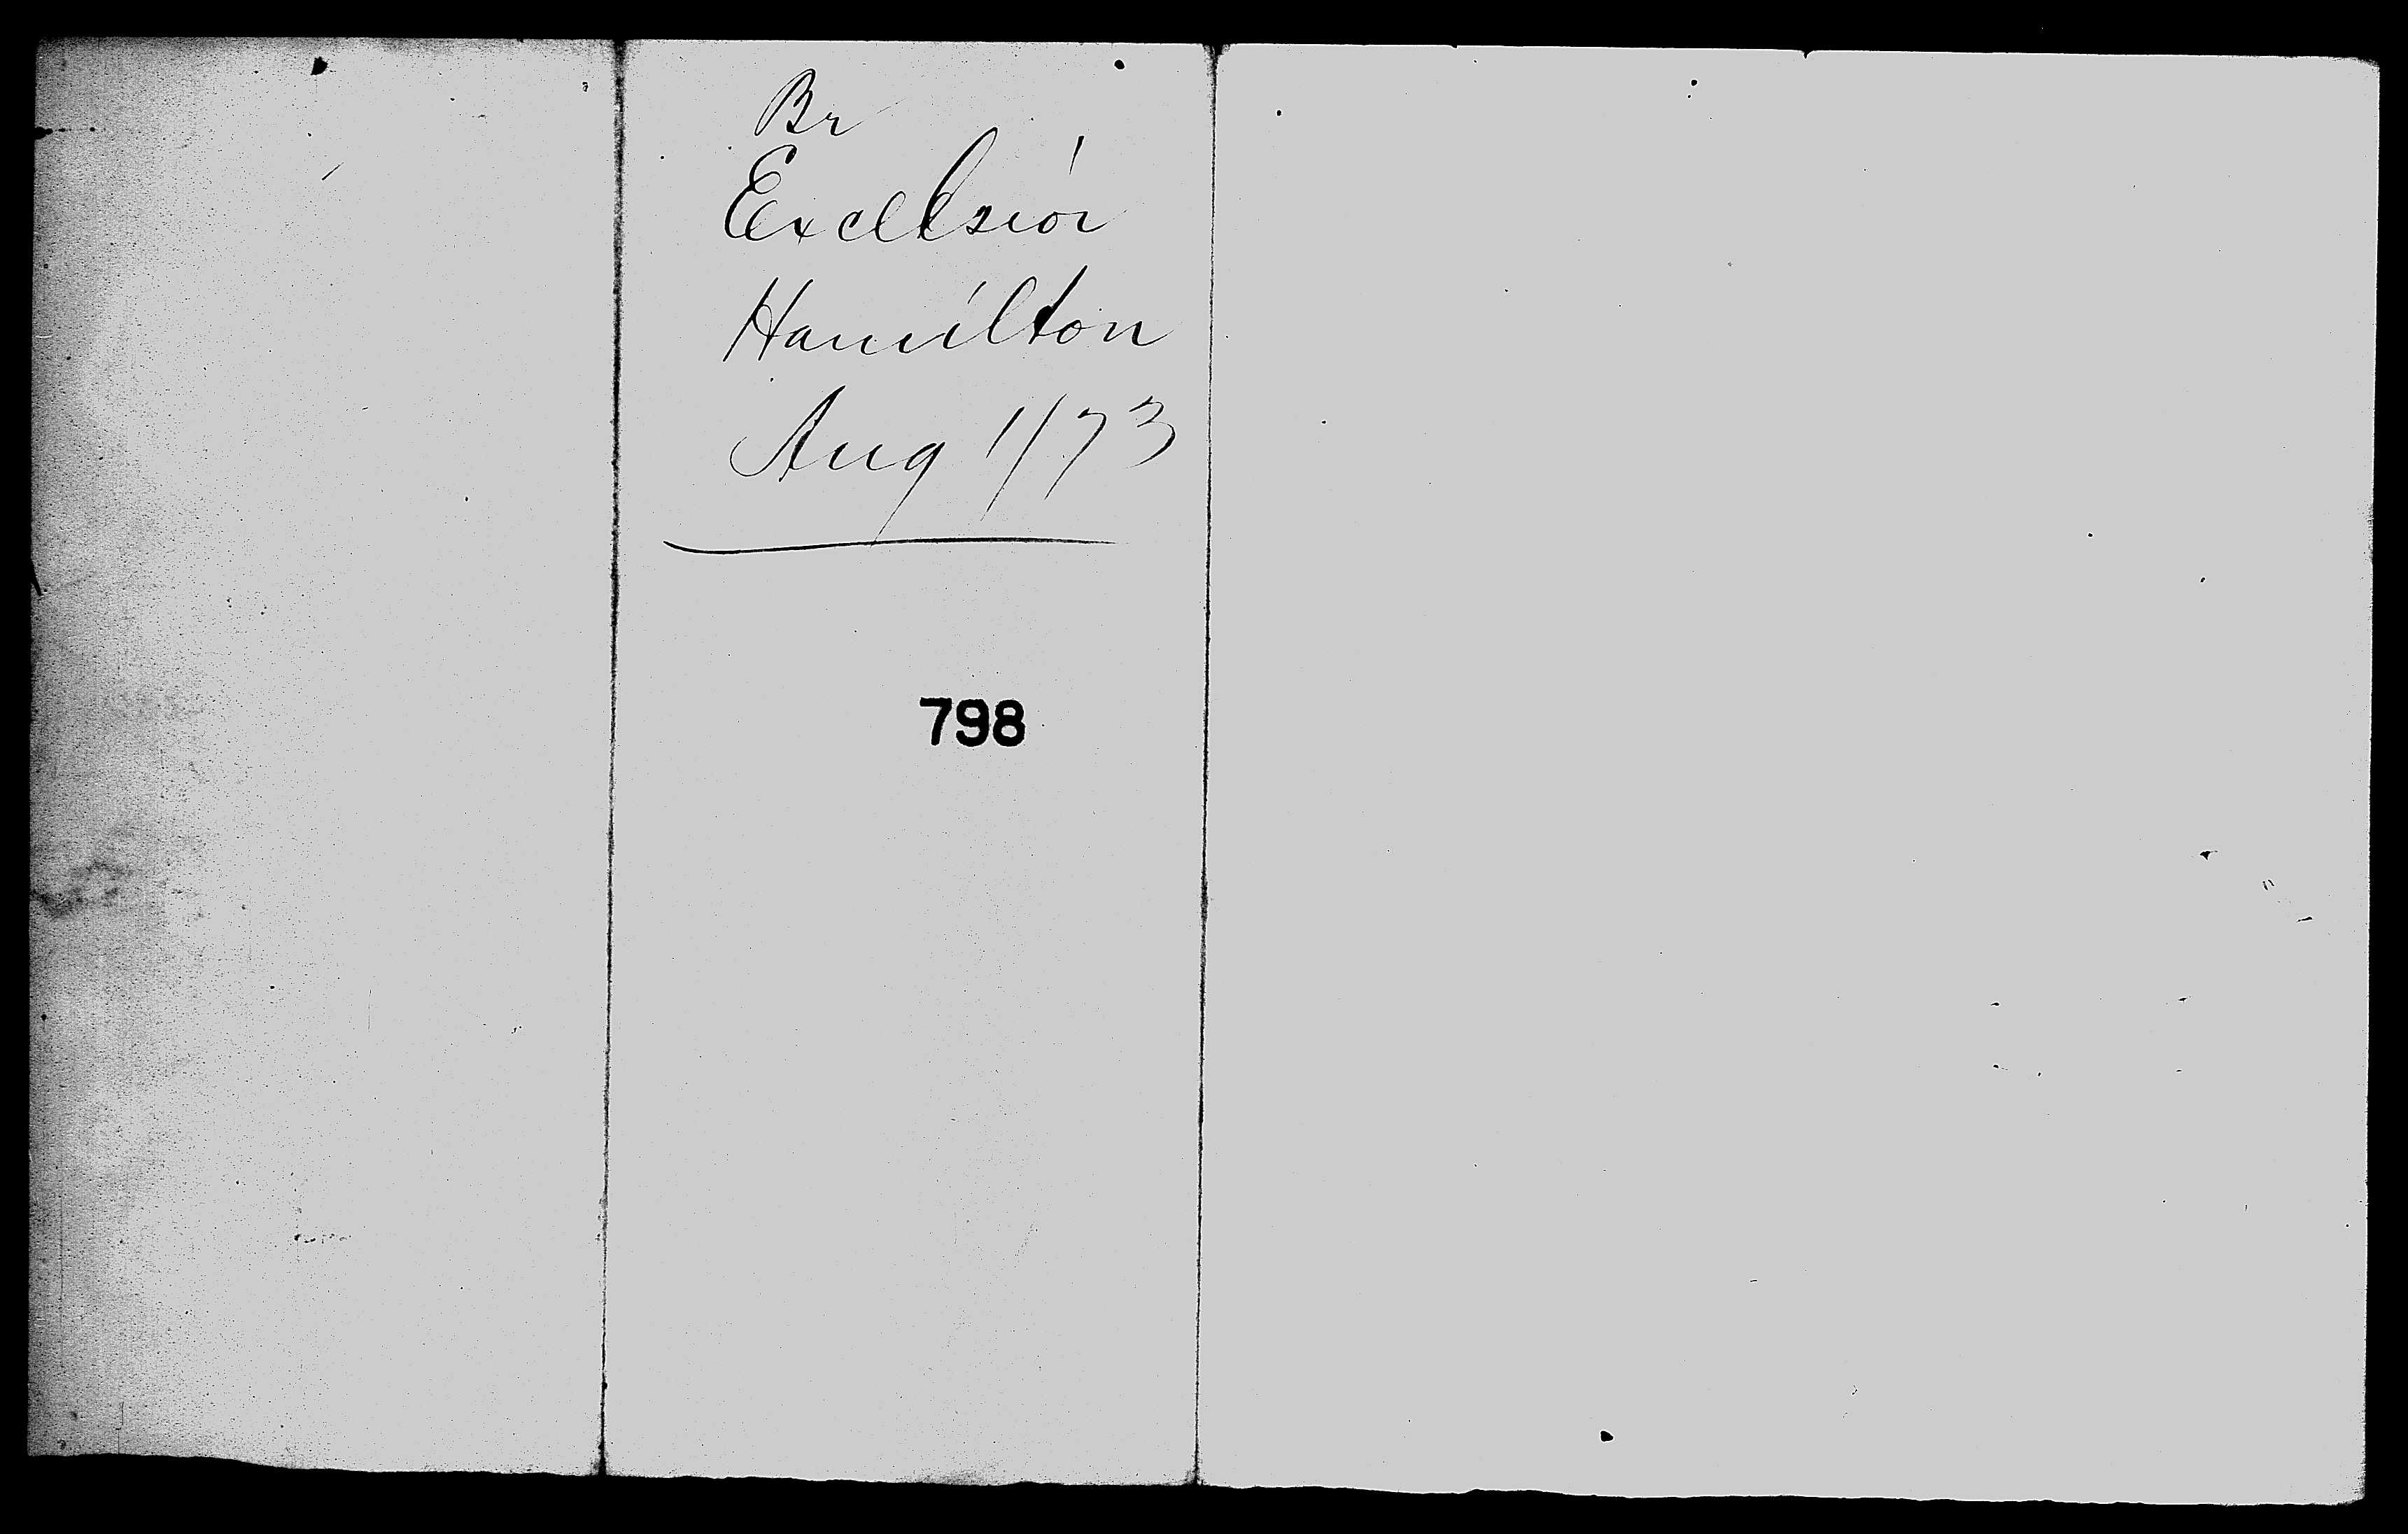 Br
Excelsior
Hamilton
Aug 1/73
798